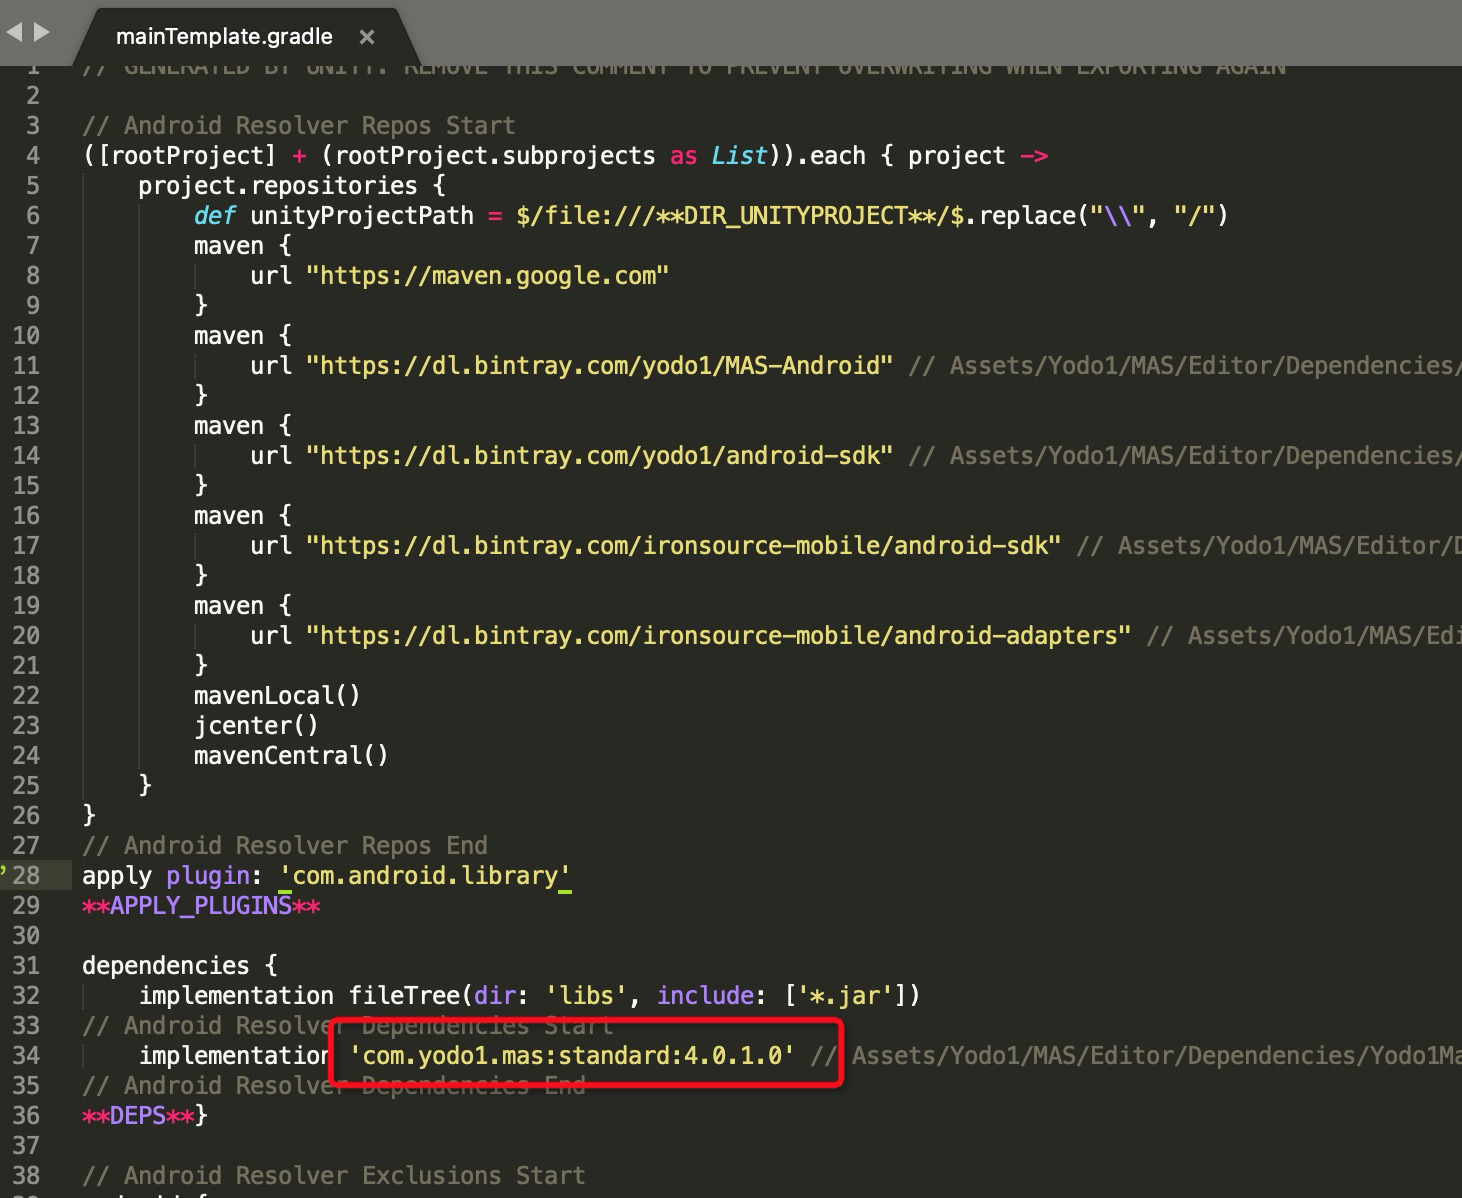 mainTemplate.gradle ×
1 // GENERATED BY UNITY. REMOVE THIS COMMENT TO PREVENT OVERWRITING WHEN EXPORTING AGAIN
2
3 // Android Resolver Repos Start
4 ([rootProject] + (rootProject.subprojects as List)).each { project ->
5     project.repositories {
6         def unityProjectPath = $/file:///**DIR_UNITYPROJECT**/$.replace("\\", "/")
7         maven {
8             url "https://maven.google.com"
9         }
10         maven {
11             url "https://dl.bintray.com/yodo1/MAS-Android" // Assets/Yodo1/MAS/Editor/Dependencies/
12         }
13         maven {
14             url "https://dl.bintray.com/yodo1/android-sdk" // Assets/Yodo1/MAS/Editor/Dependencies/
15         }
16         maven {
17             url "https://dl.bintray.com/ironsource-mobile/android-sdk" // Assets/Yodo1/MAS/Editor/D
18         }
19         maven {
20             url "https://dl.bintray.com/ironsource-mobile/android-adapters" // Assets/Yodo1/MAS/Edi
21         }
22         mavenLocal()
23         jcenter()
24         mavenCentral()
25     }
26 }
27 // Android Resolver Repos End
28 apply plugin: 'com.android.library'
29 **APPLY_PLUGINS**
30
31 dependencies {
32     implementation fileTree(dir: 'libs', include: ['*.jar'])
33 // Android Resolver Dependencies Start
34     implementation 'com.yodo1.mas:standard:4.0.1.0' // Assets/Yodo1/MAS/Editor/Dependencies/Yodo1Ma
35 // Android Resolver Dependencies End
36 **DEPS**}
37
38 // Android Resolver Exclusions Start